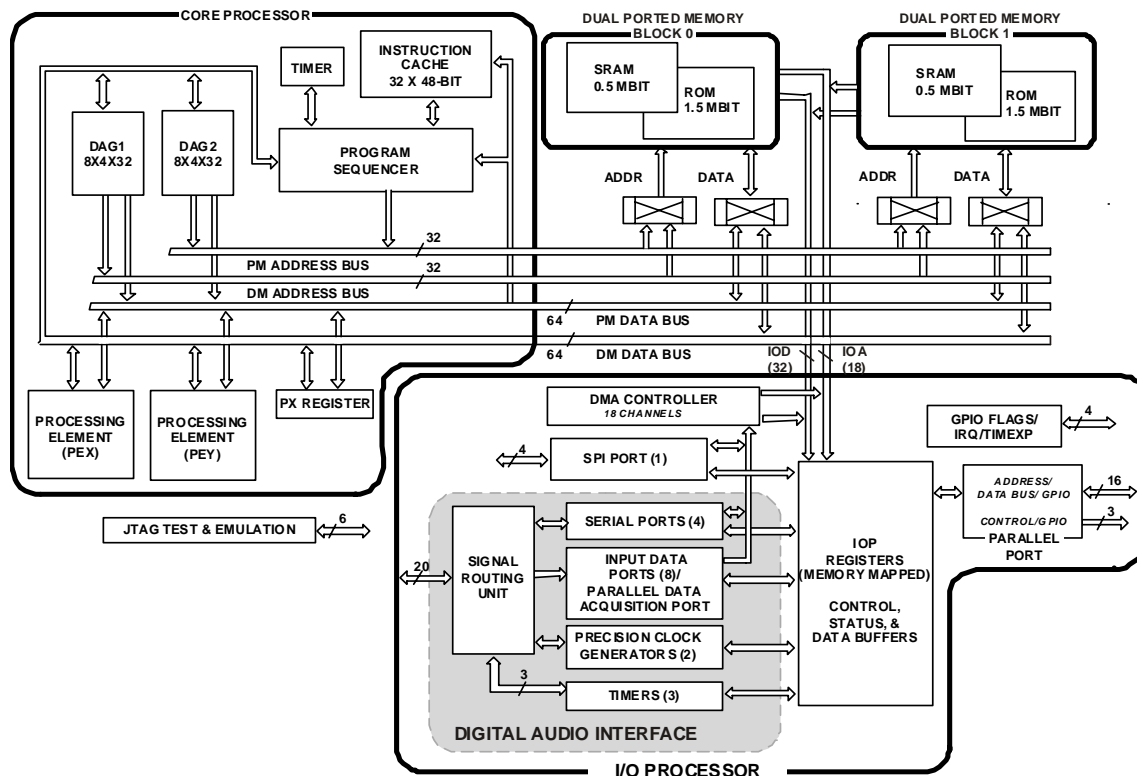 CORE PROCESSOR
DUAL PORTED MEMORY
BLOCK 0
DUAL PORTED MEMORY
BLOCK 1
TIMER
INSTRUCTION
CACHE
32 X 48-BIT
SRAM
0.5 MBIT
ROM
1.5 MBIT
SRAM
0.5 MBIT
ROM
1.5 MBIT
DAG1
8X4X32
DAG2
8X4X32
PROGRAM
SEQUENCER
ADDR
DATA
ADDR
DATA
32
PM ADDRESS BUS
32
DM ADDRESS BUS
64
PM DATA BUS
64
DM DATA BUS
IOD
(32)
IOA
(18)
PROCESSING
ELEMENT
(PEX)
PROCESSING
ELEMENT
(PEY)
PX REGISTER
DMA CONTROLLER
18 CHANNELS
GPIO FLAGS/
IRQ/TIMEXP
4
4
SPI PORT (1)
ADDRESS/
DATA BUS/ GPIO
CONTROL/GPIO
PARALLEL
PORT
16
3
JTAG TEST & EMULATION
6
20
SIGNAL
ROUTING
UNIT
SERIAL PORTS (4)
INPUT DATA
PORTS (8)/
PARALLEL DATA
ACQUISITION PORT
PRECISION CLOCK
GENERATORS (2)
3
TIMERS (3)
IOP
REGISTERS
(MEMORY MAPPED)
CONTROL,
STATUS, &
DATA BUFFERS
DIGITAL AUDIO INTERFACE
I/O PROCESSOR